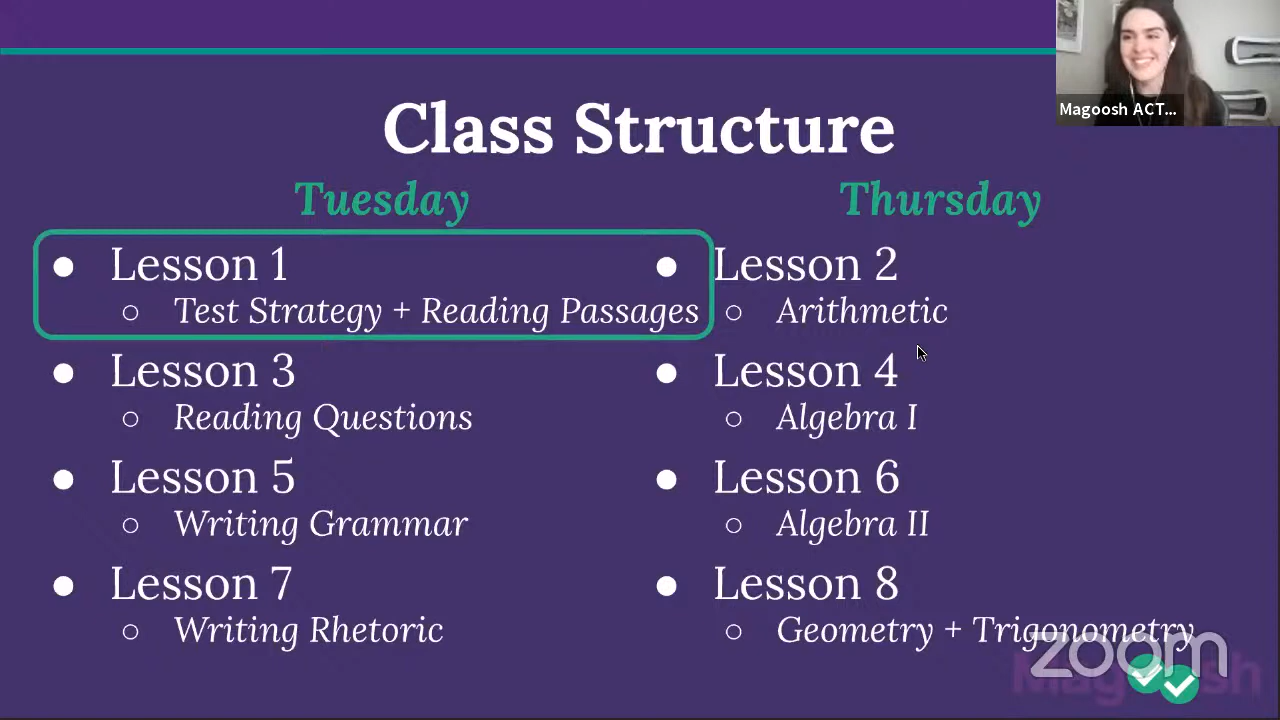 Magoosh ACT...
Class Structure
Tuesday
Lesson 1
Test Strategy + Reading Passages
Lesson 3
Reading Questions
Lesson 5
Writing Grammar
Lesson 7
Writing Rhetoric
Thursday
Lesson 2
Arithmetic
Lesson 4
Algebra I
Lesson 6
Algebra II
Lesson 8
Geometry + Trigonometry
zoom
Magoosh